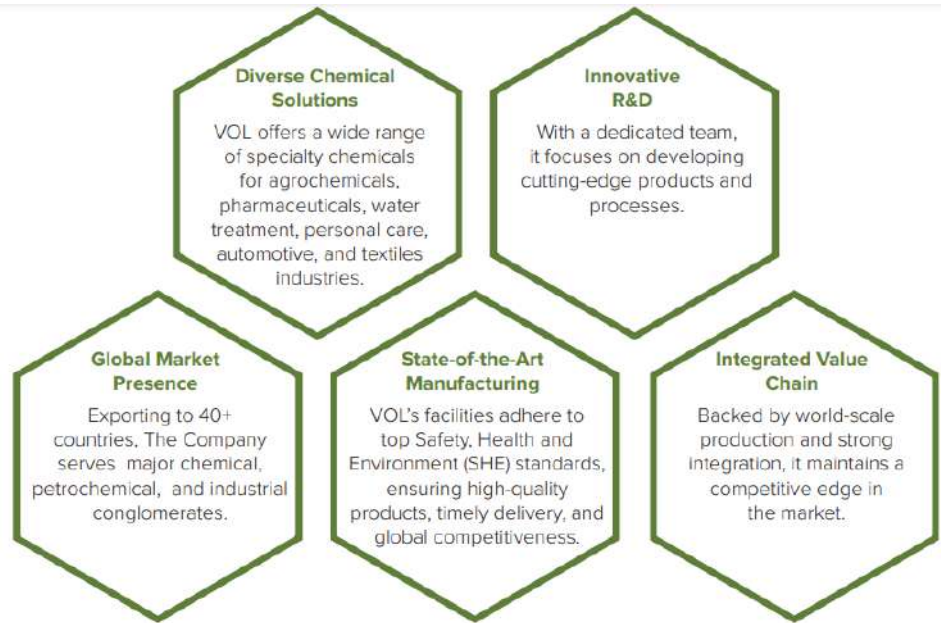 Diverse Chemical
Solutions
VOL offers a wide range
of specialty chemicals
for agrochemicals,
pharmaceuticals, water
treatment, personal care,
automotive, and textiles
industries.
Innovative
R&D
With a dedicated team,
it focuses on developing
cutting-edge products and
processes.
Global Market
Presence
Exporting to 40+
countries, The Company
serves major chemical,
petrochemical, and industrial
conglomerates.
State-of-the-Art
Manufacturing
VOL's facilities adhere to
top Safety, Health and
Environment (SHE) standards,
ensuring high-quality
products, timely delivery, and
global competitiveness.
Integrated Value
Chain
Backed by world-scale
production and strong
integration, it maintains a
competitive edge in
the market.